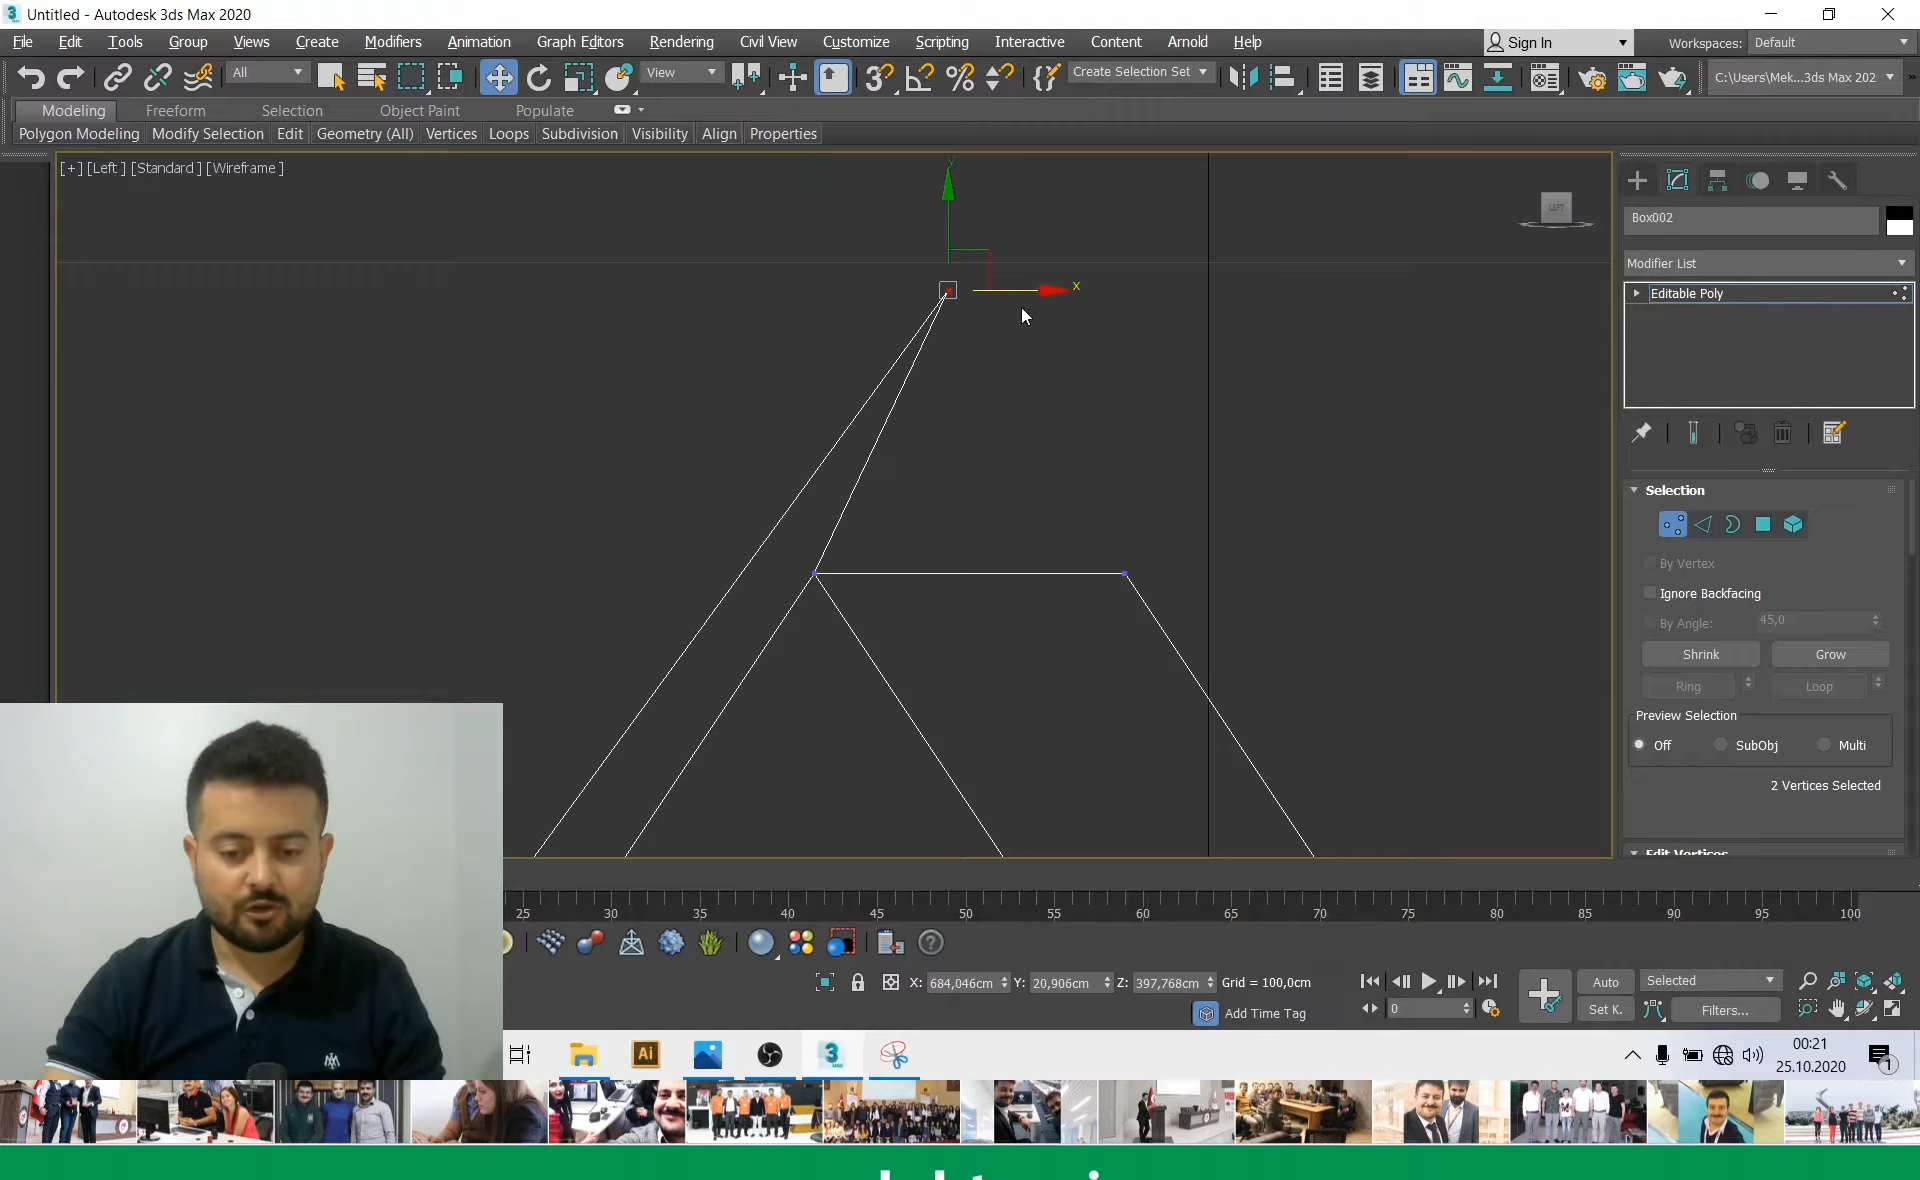 Untitled - Autodesk 3ds Max 2020
File Edit Tools Group Views Create Modifiers Animation Graph Editors Rendering Civil View Customize Scripting Interactive Content Arnold Help Sign In Workspaces: Default
All View Create Selection Set C:\Users\Mek...3ds Max 202
Modeling Freeform Selection Object Paint Populate
Polygon Modeling Modify Selection Edit Geometry (All) Vertices Loops Subdivision Visibility Align Properties
[+] [Left ] [Standard ] [Wireframe ]
y
LEFT
x
Box002
Modifier List
Editable Poly
Selection
By Vertex
Ignore Backfacing
By Angle: 45,0
Shrink Grow
Ring Loop
Preview Selection
Off SubObj Multi
2 Vertices Selected
Edit Vertices
25 30 35 40 45 50 55 60 65 70 75 80 85 90 95 100
X: 684,046cm Y: 20,906cm Z: 397,768cm Grid = 100,0cm
Add Time Tag
0
Auto Selected
Set K. Filters...
Ai
3
MAX
00:21
25.10.2020
1